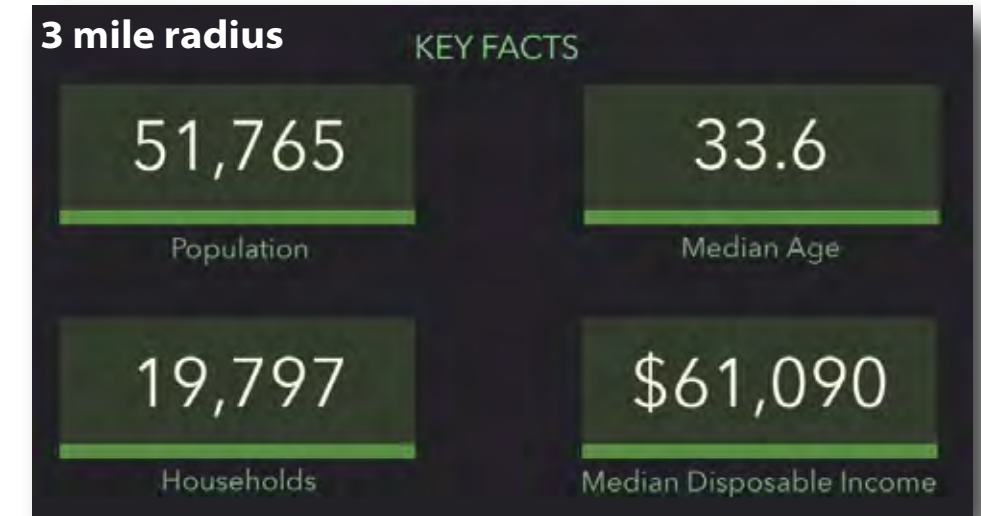 3 mile radius
KEY FACTS
51,765
33.6
Population
Median Age
19,797
$61,090
Households
Median Disposable Income